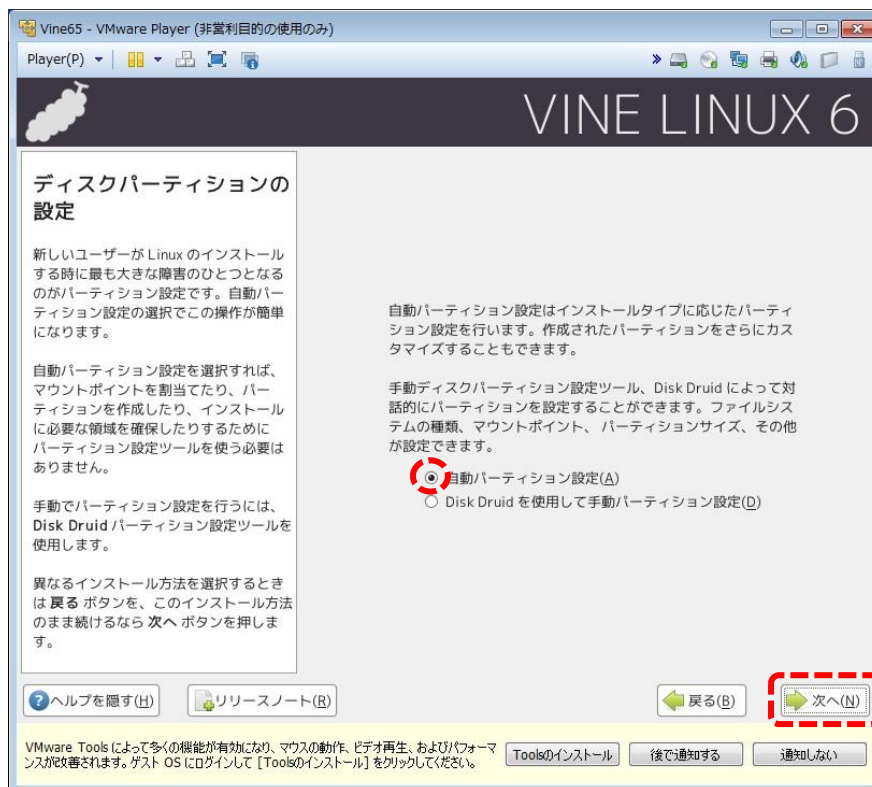 Vine65 - VMware Player (非営利目的の使用のみ)
Player(P)
VINE LINUX 6
ディスクパーティションの
設定
新しいユーザーが Linux のインストール
する時に最も大きな障害のひとつとなる
のがパーティション設定です。自動パー
ティション設定の選択でこの操作が簡単
になります。
自動パーティション設定を選択すれば、
マウントポイントを割当てたり、パー
ティションを作成したり、インストール
に必要な領域を確保したりするために
パーティション設定ツールを使う必要は
ありません。
手動でパーティション設定を行うには、
Disk Druid パーティション設定ツールを
使用します。
異なるインストール方法を選択するとき
は 戻る ボタンを、このインストール方法
のまま続けるなら 次へ ボタンを押しま
す。
自動パーティション設定はインストールタイプに応じたパーティ
ション設定を行います。作成されたパーティションをさらにカス
タマイズすることもできます。
手動ディスクパーティション設定ツール、Disk Druid によって対
話的にパーティションを設定することができます。ファイルシス
テムの種類、マウントポイント、 パーティションサイズ、その他
が設定できます。
自動パーティション設定(A)
Disk Druid を使用して手動パーティション設定(D)
ヘルプを隠す(H)
リリースノート(R)
戻る(B)
次へ(N)
VMware Tools によって多くの機能が有効になり、マウスの動作、ビデオ再生、およびパフォーマ
ンスが改善されます。ゲスト OS にログインして [Toolsのインストール] をクリックしてください。
Toolsのインストール
後で通知する
通知しない